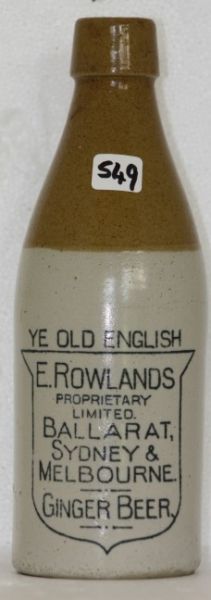 549
YE OLD ENGLISH
E. ROWLANDS
PROPRIETARY
LIMITED.
BALLARAT,
SYDNEY &
MELBOURNE.
GINGER BEER.